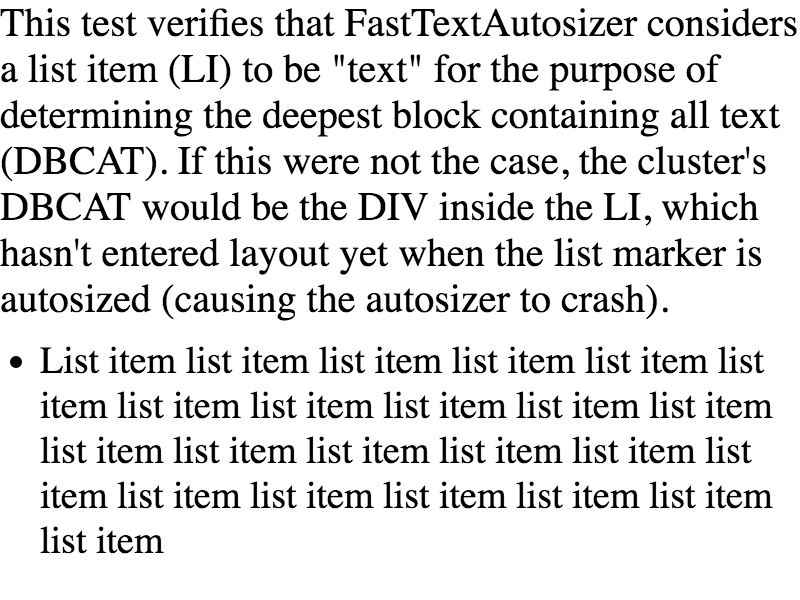 This test verifies that FastTextAutosizer considers
a list item (LI) to be "text" for the purpose of
determining the deepest block containing all text
(DBCAT). If this were not the case, the cluster's
DBCAT would be the DIV inside the LI, which
hasn't entered layout yet when the list marker is
autosized (causing the autosizer to crash).
• List item list item list item list item list item list
item list item list item list item list item list item
list item list item list item list item list item list
item list item list item list item list item list item
list item